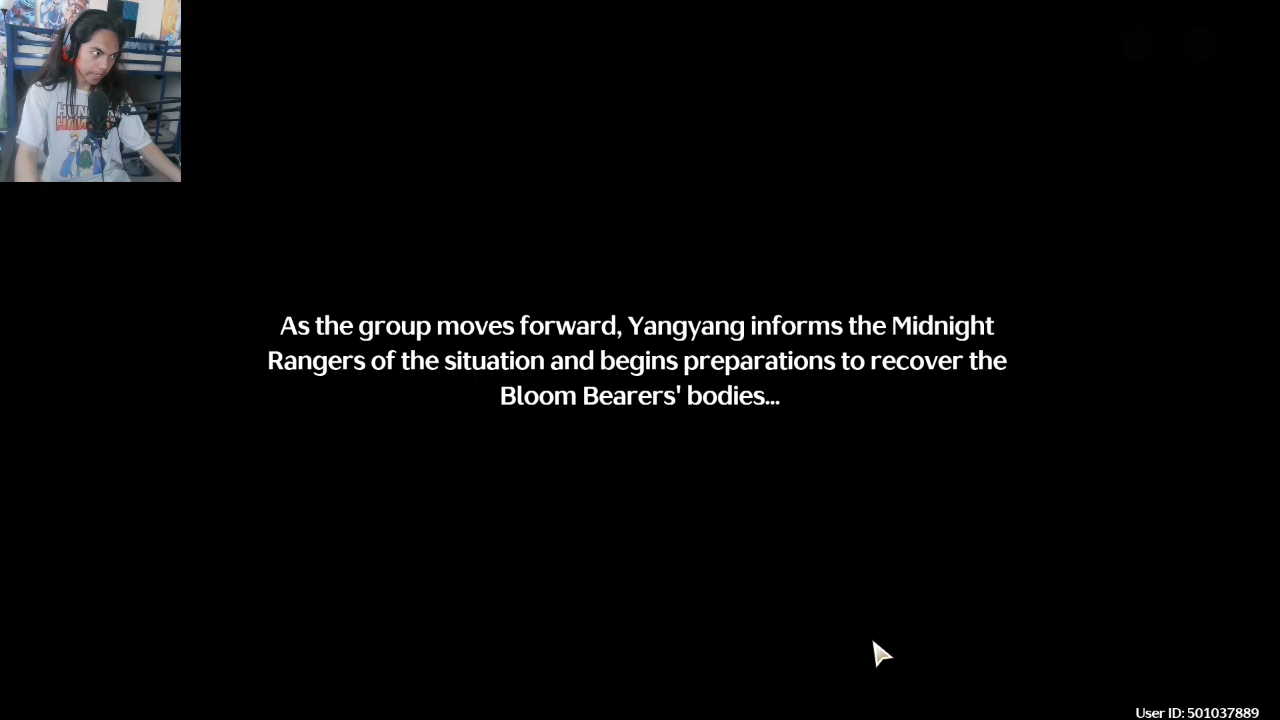 HUN
As the group moves forward, Yangyang informs the Midnight
Rangers of the situation and begins preparations to recover the
Bloom Bearers' bodies...
User ID: 501037889